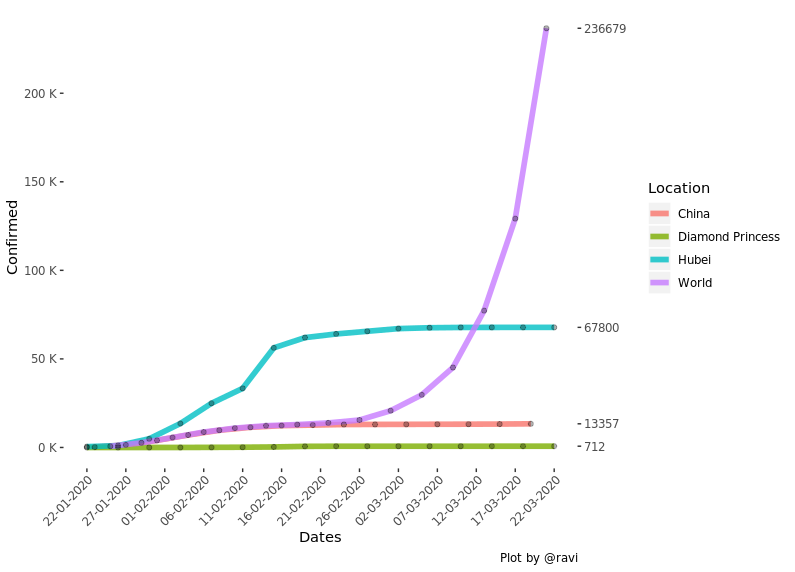 236679
200 K
150 K
100 K
50 K
0 K
67800
13357
712
Confirmed
22-01-2020
27-01-2020
01-02-2020
06-02-2020
11-02-2020
16-02-2020
21-02-2020
26-02-2020
02-03-2020
07-03-2020
12-03-2020
17-03-2020
22-03-2020
Dates
Location
China
Diamond Princess
Hubei
World
Plot by @ravi